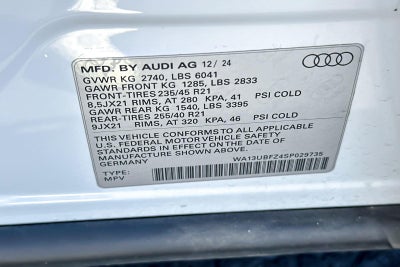 MFD. BY AUDI AG 12/ 24
GVWR KG 2740, LBS 6041
GAWR FRONT KG 1285, LBS 2833
FRONT-TIRES 235/45 R21
8,5JX21 RIMS, AT 280 KPA, 41 PSI COLD
GAWR REAR KG 1540, LBS 3395
REAR-TIRES 255/40 R21
9JX21 RIMS, AT 320 KPA, 46 PSI COLD
THIS VEHICLE CONFORMS TO ALL APPLICABLE
U.S. FEDERAL MOTOR VEHICLE SAFETY
STANDARDS IN EFFECT ON THE DATE OF
MANUFACTURE SHOWN ABOVE.
GERMANY
WA13UBFZ4SP029735
TYPE:
MPV